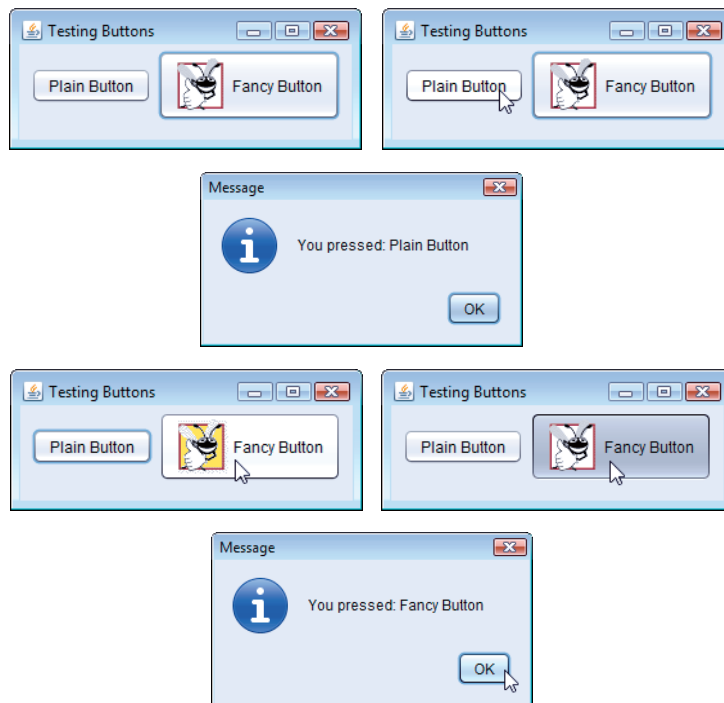 Testing Buttons
Plain Button Fancy Button
Testing Buttons
Plain Button Fancy Button
Message
You pressed: Plain Button
OK
Testing Buttons
Plain Button Fancy Button
Testing Buttons
Plain Button Fancy Button
Message
You pressed: Fancy Button
OK